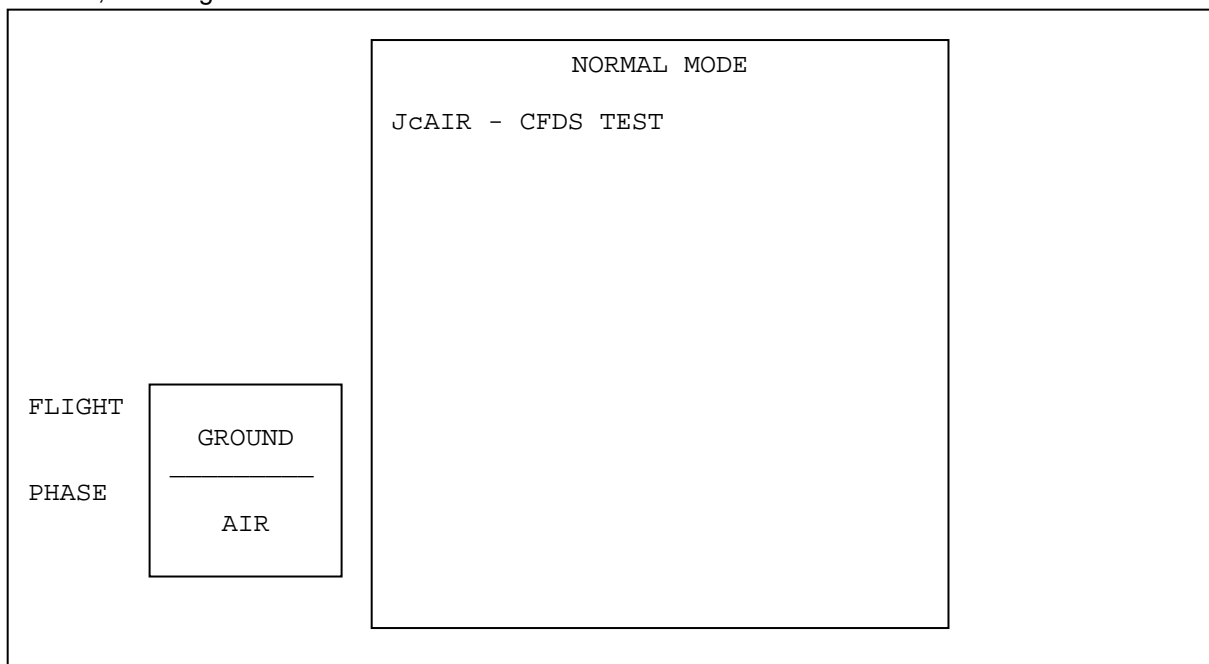 NORMAL MODE
JcAIR - CFDS TEST
FLIGHT
GROUND
PHASE
AIR